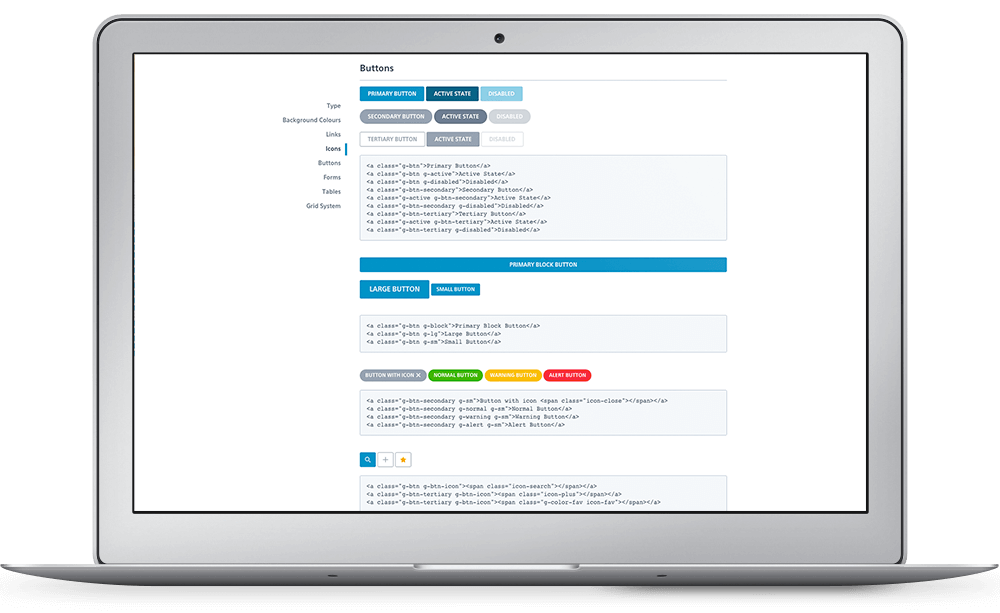 Buttons
Type
Background Colours
Links
Icons
Buttons
Forms
Tables
Grid System
PRIMARY BUTTON ACTIVE STATE DISABLED
SECONDARY BUTTON ACTIVE STATE DISABLED
TERTIARY BUTTON ACTIVE STATE DISABLED
<a class="g-btn">Primary Button</a>
<a class="g-btn g-active">Active State</a>
<a class="g-btn g-disabled">Disabled</a>
<a class="g-btn-secondary">Secondary Button</a>
<a class="g-active g-btn-secondary">Active State</a>
<a class="g-btn-secondary g-disabled">Disabled</a>
<a class="g-btn-tertiary">Tertiary Button</a>
<a class="g-active g-btn-tertiary">Active State</a>
<a class="g-btn-tertiary g-disabled">Disabled</a>
PRIMARY BLOCK BUTTON
LARGE BUTTON SMALL BUTTON
<a class="g-btn g-block">Primary Block Button</a>
<a class="g-btn g-lg">Large Button</a>
<a class="g-btn g-sm">Small Button</a>
BUTTON WITH ICON NORMAL BUTTON WARNING BUTTON ALERT BUTTON
<a class="g-btn-secondary g-sm">Button with icon <span class="icon-close"></span></a>
<a class="g-btn-secondary g-normal g-sm">Normal Button</a>
<a class="g-btn-secondary g-warning g-sm">Warning Button</a>
<a class="g-btn-secondary g-alert g-sm">Alert Button</a>
<a class="g-btn g-btn-icon"><span class="icon-search"></span></a>
<a class="g-btn-tertiary g-btn-icon"><span class="icon-plus"></span></a>
<a class="g-btn-tertiary g-btn-icon"><span class="g-color-fav icon-fav"></span></a>